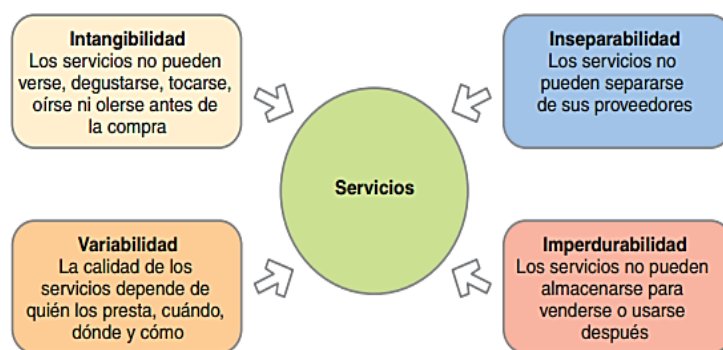 Intangibilidad
Los servicios no pueden
verse, degustarse, tocarse,
oírse ni olerse antes de
la compra
Inseparabilidad
Los servicios no
pueden separarse
de sus proveedores
Servicios
Variabilidad
La calidad de los
servicios depende de
quién los presta, cuándo,
dónde y cómo
Imperdurabilidad
Los servicios no pueden
almacenarse para
venderse o usarse
después